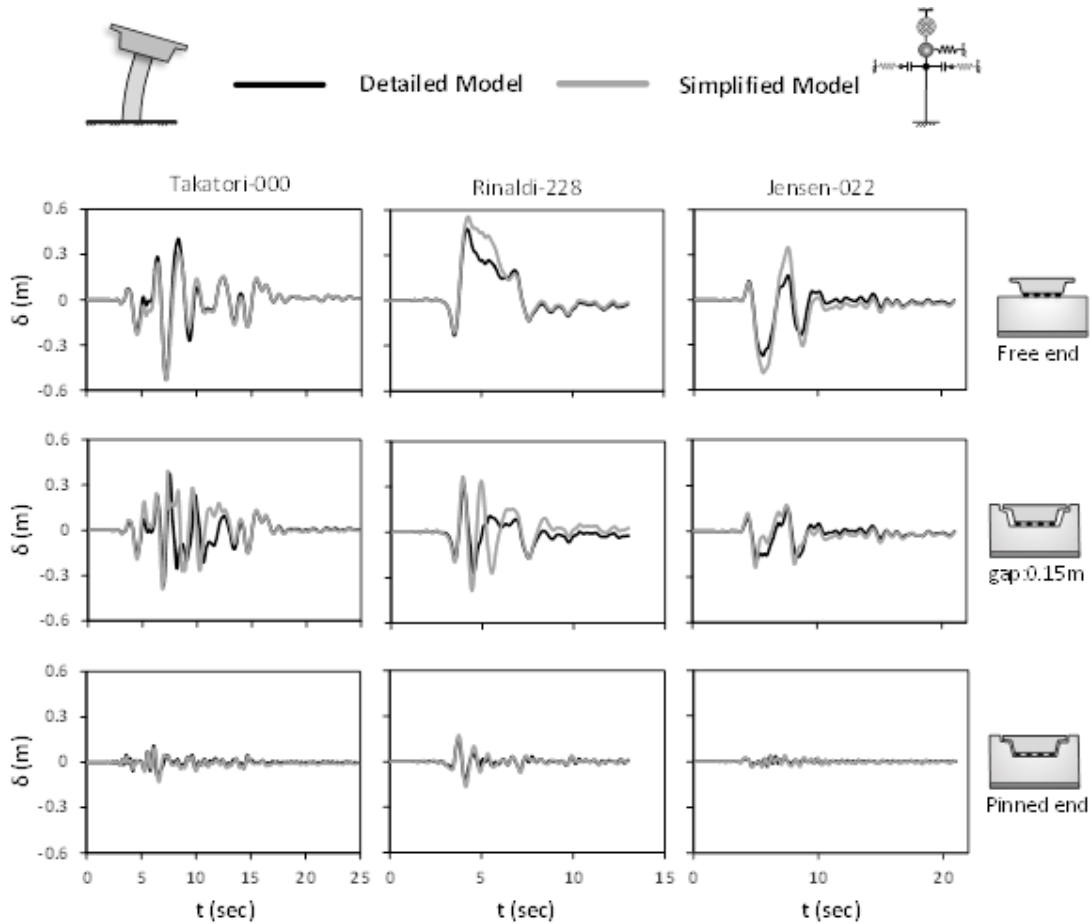 Detailed Model Simplified Model
Takatori-000 Rinaldi-228 Jensen-022
0.6
0.3
0
-0.3
-0.6
δ (m)
Free end
0.6
0.3
0
-0.3
-0.6
δ (m)
gap:0.15m
0.6
0.3
0
-0.3
-0.6
δ (m)
Pinned end
0 5 10 15 20 25 0 5 10 15 0 10 20
t (sec) t (sec) t (sec)